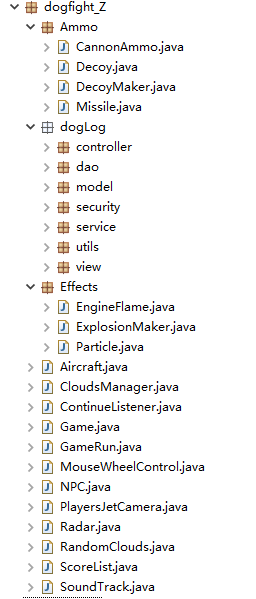 dogfight_Z
Ammo
CannonAmmo.java
Decoy.java
DecoyMaker.java
Missile.java
dogLog
controller
dao
model
security
service
utils
view
Effects
EngineFlame.java
ExplosionMaker.java
Particle.java
Aircraft.java
CloudsManager.java
ContinueListener.java
Game.java
GameRun.java
MouseWheelControl.java
NPC.java
PlayersJetCamera.java
Radar.java
RandomClouds.java
ScoreList.java
SoundTrack.java